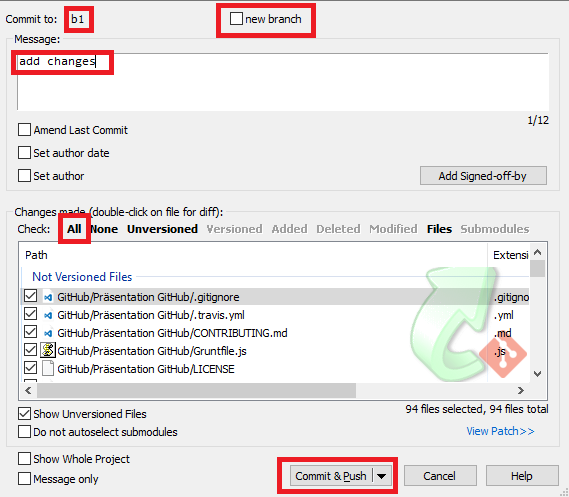 Commit to: b1 new branch
Message:
add changes
1/12
Amend Last Commit
Set author date
Set author Add Signed-off-by
Changes made (double-click on file for diff):
Check: All None Unversioned Versioned Added Deleted Modified Files Submodules
Path Extensi
Not Versioned Files
GitHub/Präsentation GitHub/.gitignore .gitigno
GitHub/Präsentation GitHub/.travis.yml .yml
GitHub/Präsentation GitHub/CONTRIBUTING.md .md
GitHub/Präsentation GitHub/Gruntfile.js .js
GitHub/Präsentation GitHub/LICENSE
Show Unversioned Files 94 files selected, 94 files total
Do not autoselect submodules View Patch>>
Show Whole Project
Message only Commit & Push Cancel Help